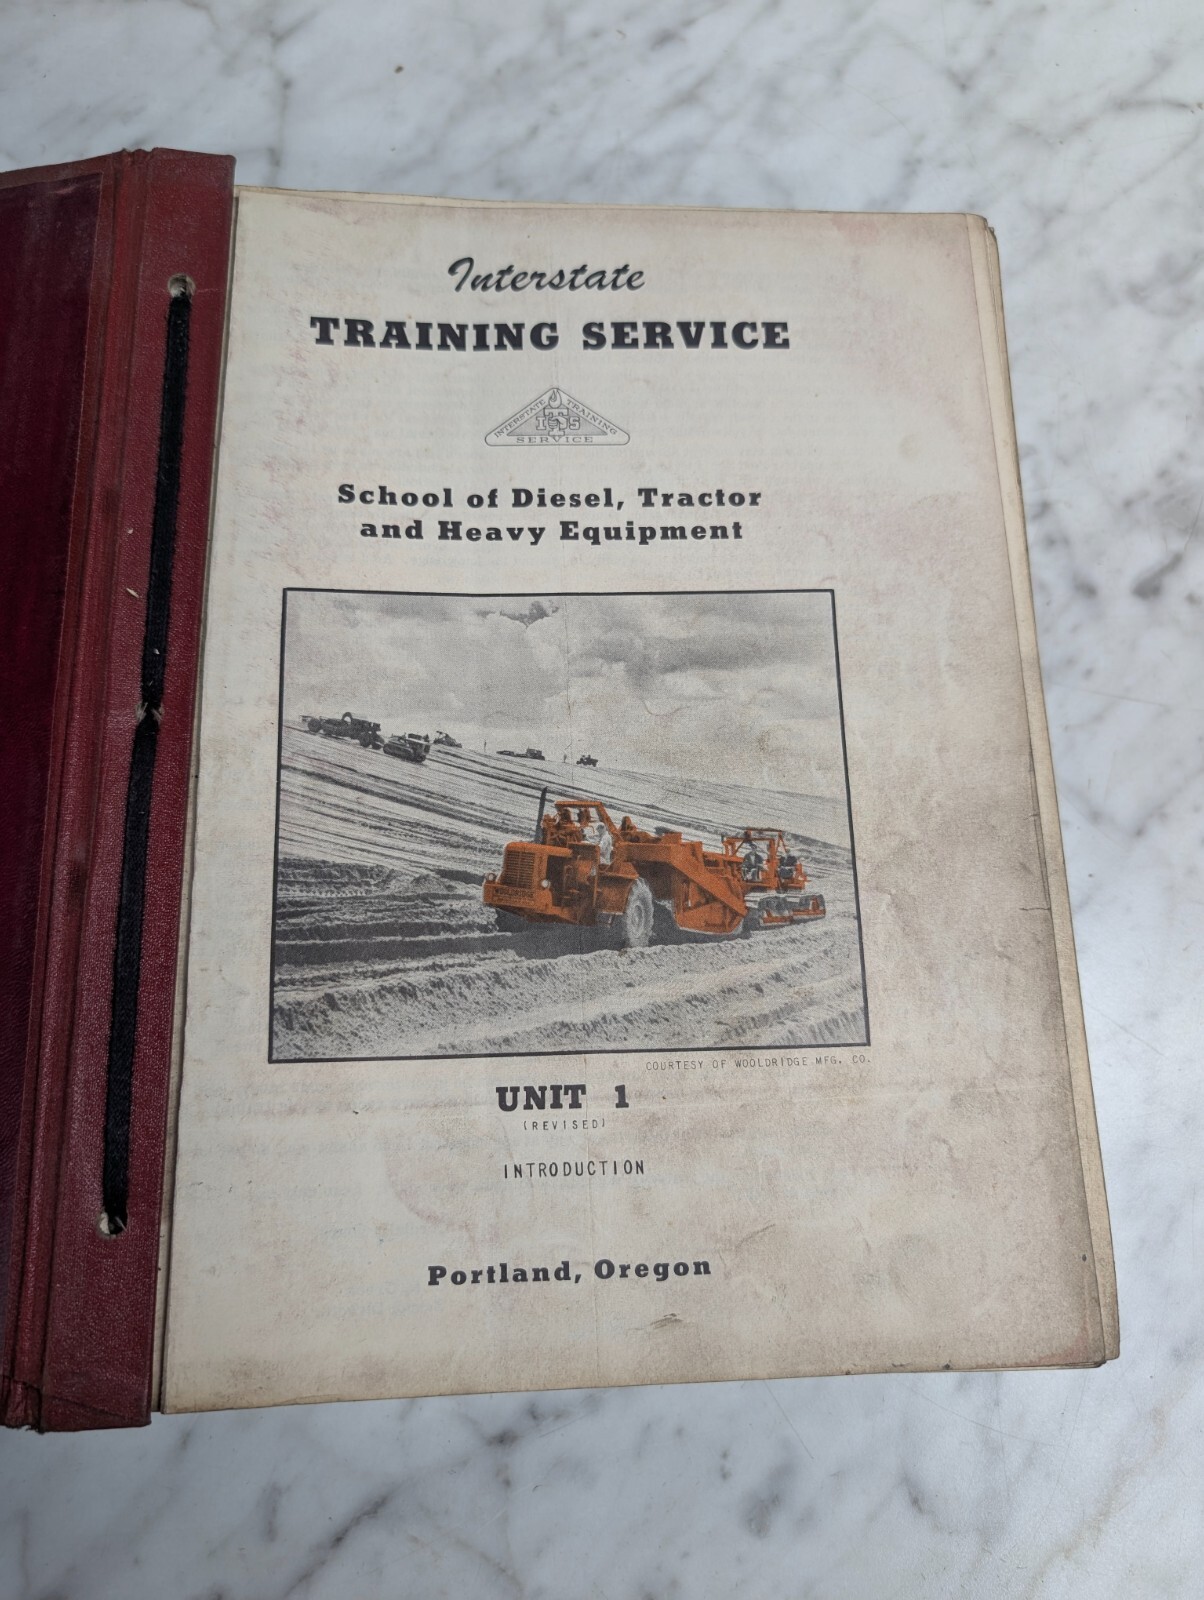 Interstate
TRAINING SERVICE
INTERSTATE TRAINING
ITS
SERVICE
School of Diesel, Tractor
and Heavy Equipment
WOOLDRIDGE
COURTESY OF WOOLDRIDGE MFG. CO.
UNIT 1
(REVISED)
INTRODUCTION
Portland, Oregon